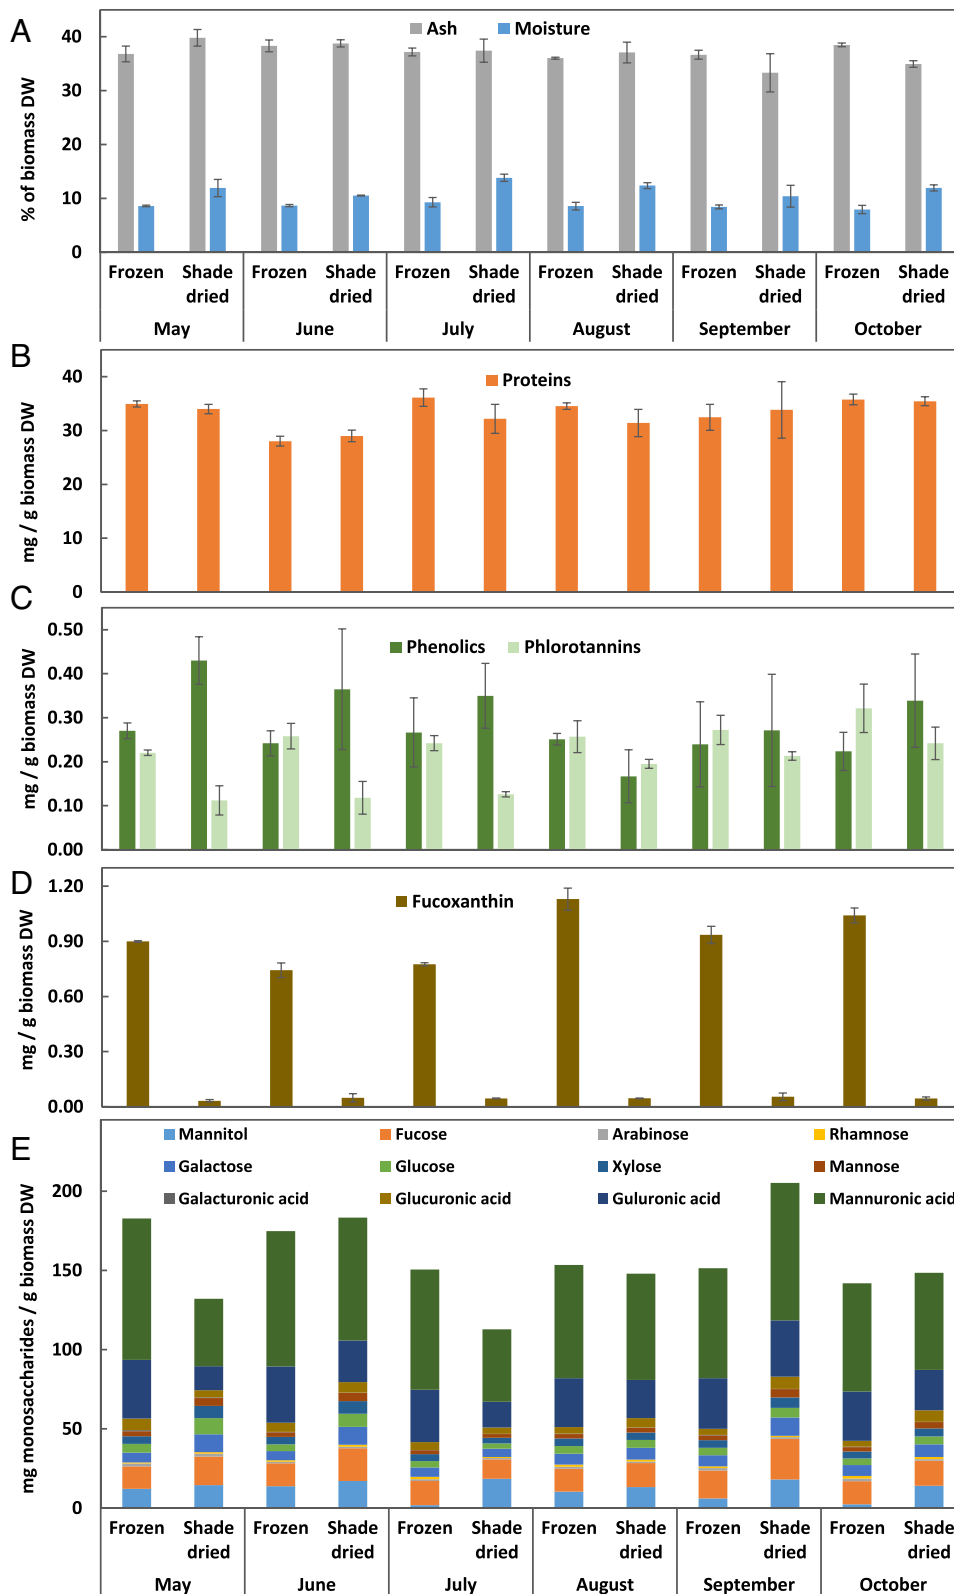 A
Ash
Moisture
% of biomass DW
40
30
20
10
0
Frozen Shade dried Frozen Shade dried Frozen Shade dried Frozen Shade dried Frozen Shade dried Frozen Shade dried
May June July August September October
B
Proteins
mg / g biomass DW
40
30
20
10
0
C
Phenolics
Phlorotannins
mg / g biomass DW
0.50
0.40
0.30
0.20
0.10
0.00
D
Fucoxanthin
mg / g biomass DW
1.20
0.90
0.60
0.30
0.00
E
Mannitol Fucose Arabinose Rhamnose
Galactose Glucose Xylose Mannose
Galacturonic acid Glucuronic acid Guluronic acid Mannuronic acid
mg monosaccharides / g biomass DW
200
150
100
50
0
Frozen Shade dried Frozen Shade dried Frozen Shade dried Frozen Shade dried Frozen Shade dried Frozen Shade dried
May June July August September October